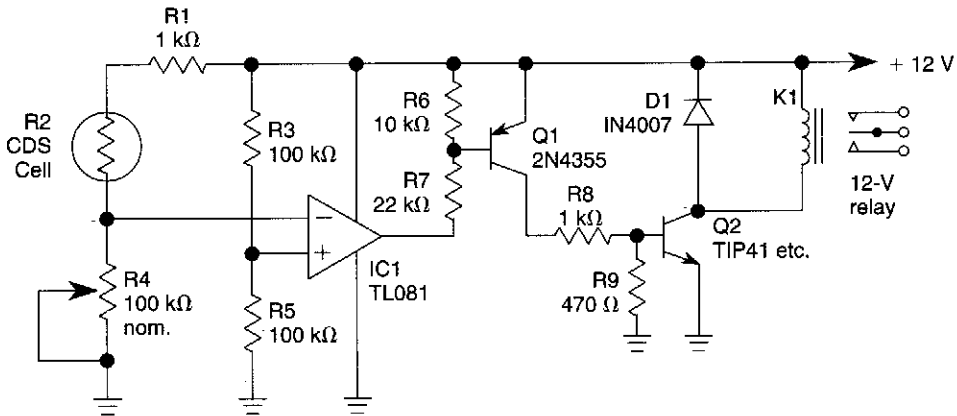 R1
1 kΩ
+ 12 V
R2
CDS
Cell
R3
100 kΩ
R6
10 kΩ
Q1
2N4355
D1
IN4007
K1
R7
22 kΩ
R8
1 kΩ
12-V
relay
−
+
IC1
TL081
Q2
TIP41 etc.
R4
100 kΩ
nom.
R5
100 kΩ
R9
470 Ω